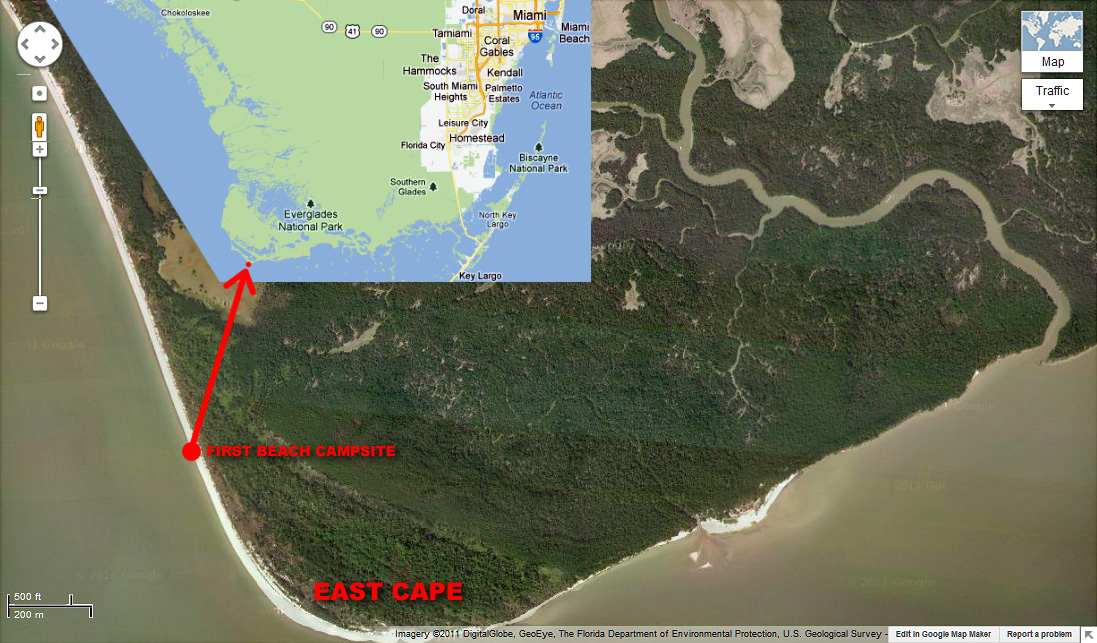 Chokoloskee
Doral
Miami
90
41
90
95
Miami
Beach
Tamiami
Coral
Gables
The
Hammocks
Kendall
South Miami
Heights
Palmetto
Estates
Atlantic
Ocean
Leisure City
Homestead
Florida City
Biscayne
National Park
Southern
Glades
Everglades
National Park
North Key
Largo
Key Largo
Map
Traffic
FIRST BEACH CAMPSITE
EAST CAPE
500 ft
200 m
© 2011 Google
Imagery ©2011 DigitalGlobe, GeoEye, The Florida Department of Environmental Protection, U.S. Geological Survey -
Edit in Google Map Maker
Report a problem